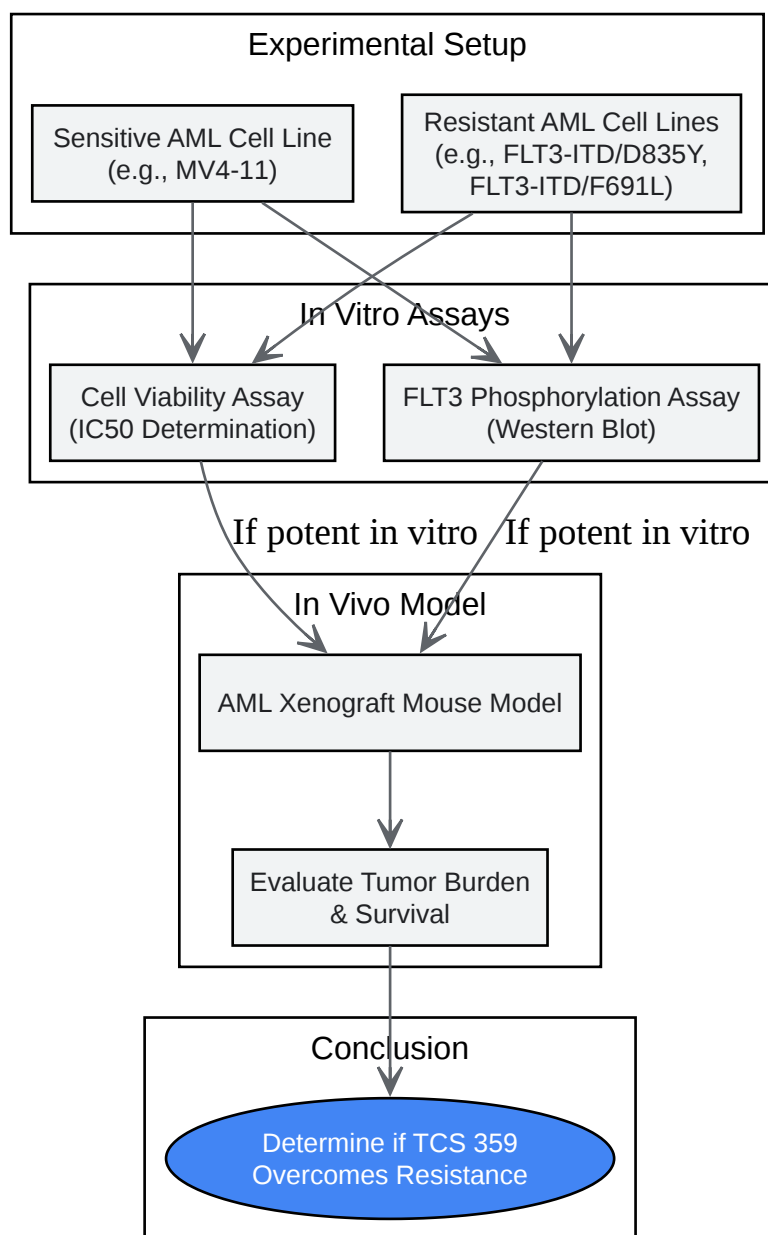 Experimental Setup
Sensitive AML Cell Line
(e.g., MV4-11)
Resistant AML Cell Lines
(e.g., FLT3-ITD/D835Y,
FLT3-ITD/F691L)
In Vitro Assays
Cell Viability Assay
(IC50 Determination)
FLT3 Phosphorylation Assay
(Western Blot)
If potent in vitro
If potent in vitro
In Vivo Model
AML Xenograft Mouse Model
Evaluate Tumor Burden
& Survival
Conclusion
Determine if TCS 359
Overcomes Resistance